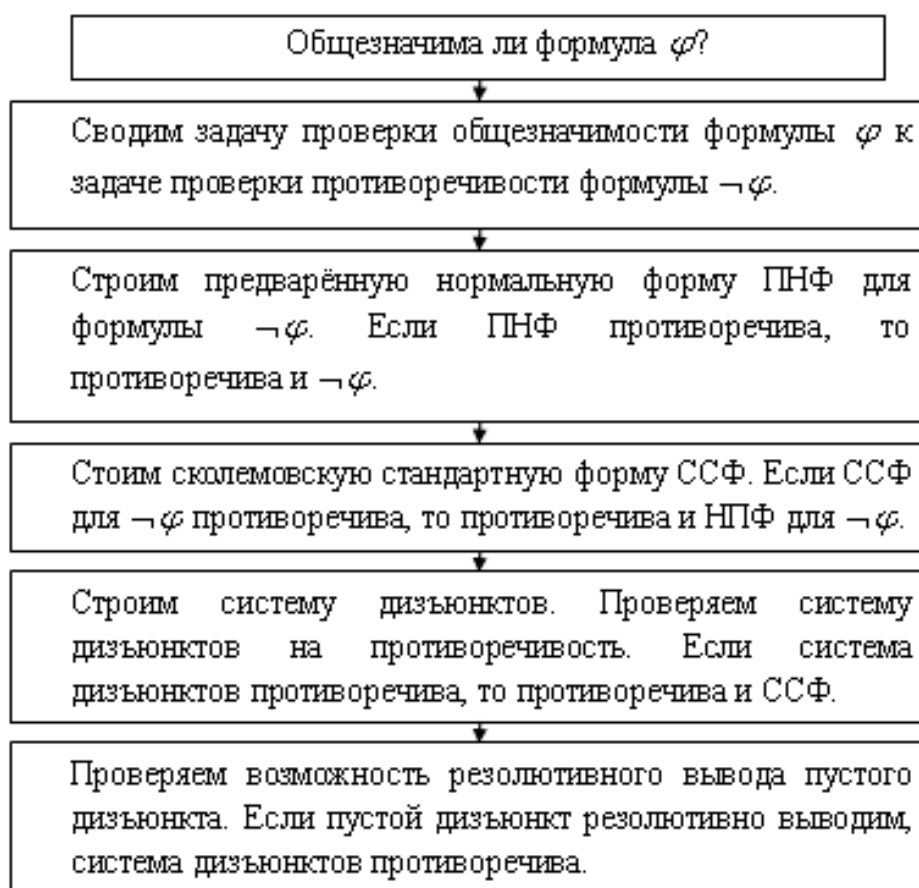 Общезначима ли формула φ?
Сводим задачу проверки общезначимости формулы φ к
задаче проверки противоречивости формулы ¬φ.
Строим предварённую нормальную форму ПНФ для
формулы ¬φ. Если ПНФ противоречива, то
противоречива и ¬φ.
Стоим сколемовскую стандартную форму ССФ. Если ССФ
для ¬φ противоречива, то противоречива и НПФ для ¬φ.
Строим систему дизъюнктов. Проверяем систему
дизъюнктов на противоречивость. Если система
дизъюнктов противоречива, то противоречива и ССФ.
Проверяем возможность резолютивного вывода пустого
дизъюнкта. Если пустой дизъюнкт резолютивно выводим,
система дизъюнктов противоречива.